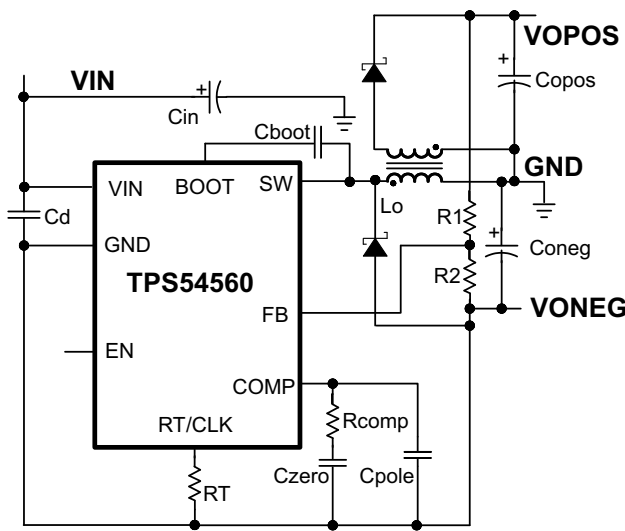 VOPOS
VIN
+
+
Copos
Cin
Cboot
GND
VIN
BOOT
SW
Lo
R1
+
Cd
GND
Coneg
TPS54560
R2
FB
VONEG
EN
COMP
RT/CLK
Rcomp
RT
Czero
Cpole